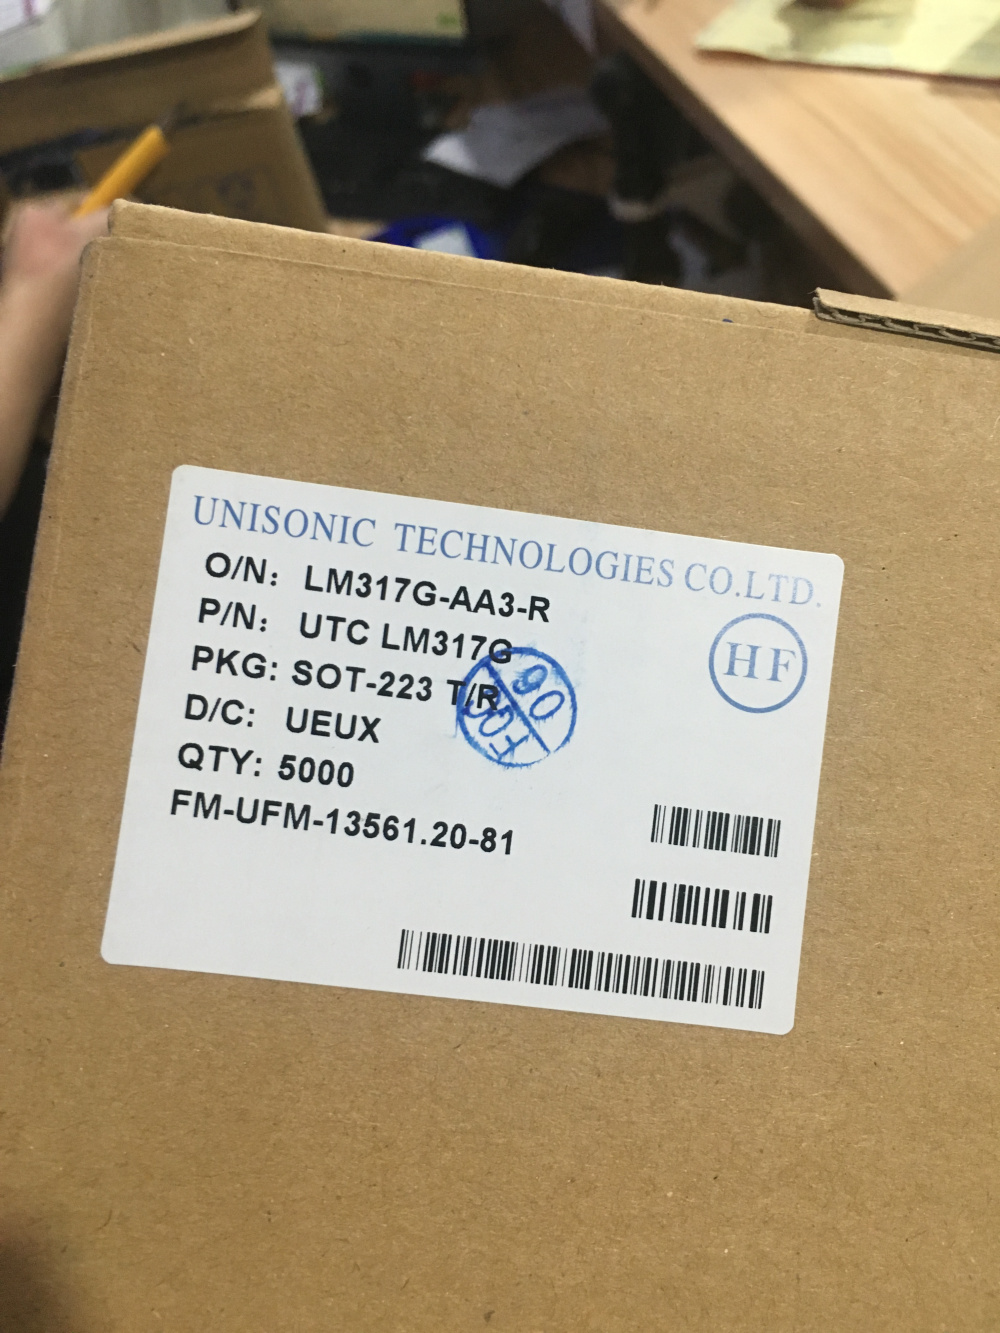 UNISONIC TECHNOLOGIES CO.LTD.
O/N: LM317G-AA3-R
P/N: UTC LM317G
HF
PKG: SOT-223 T/R
D/C: UEUX
QTY: 5000
FM-UFM-13561.20-81